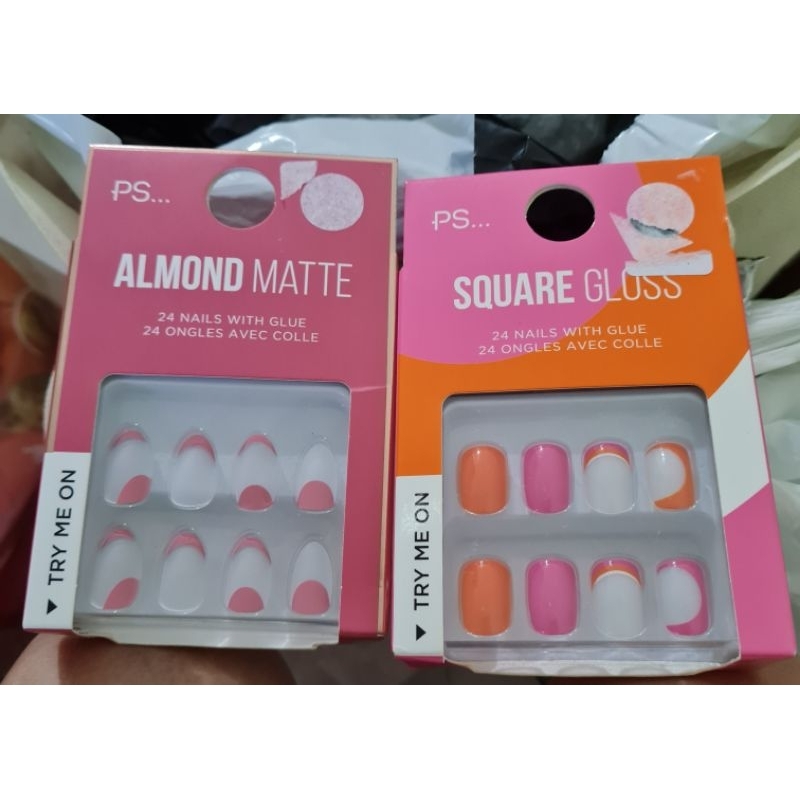 PS...
ALMOND MATTE
24 NAILS WITH GLUE
24 ONGLES AVEC COLLE
TRY ME ON
PS...
SQUARE GLOSS
24 NAILS WITH GLUE
24 ONGLES AVEC COLLE
TRY ME ON